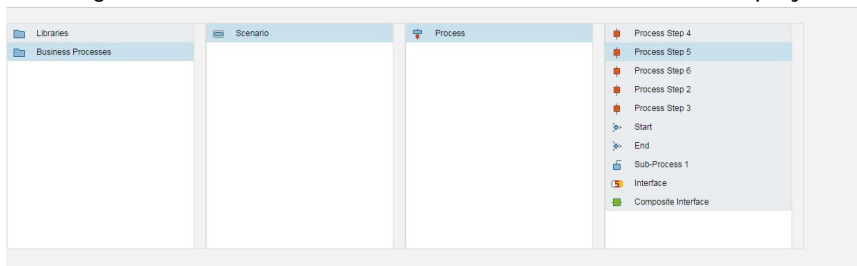 Libraries
Business Processes
Scenario
Process
Process Step 4
Process Step 5
Process Step 6
Process Step 2
Process Step 3
Start
End
Sub-Process 1
Interface
Composite Interface